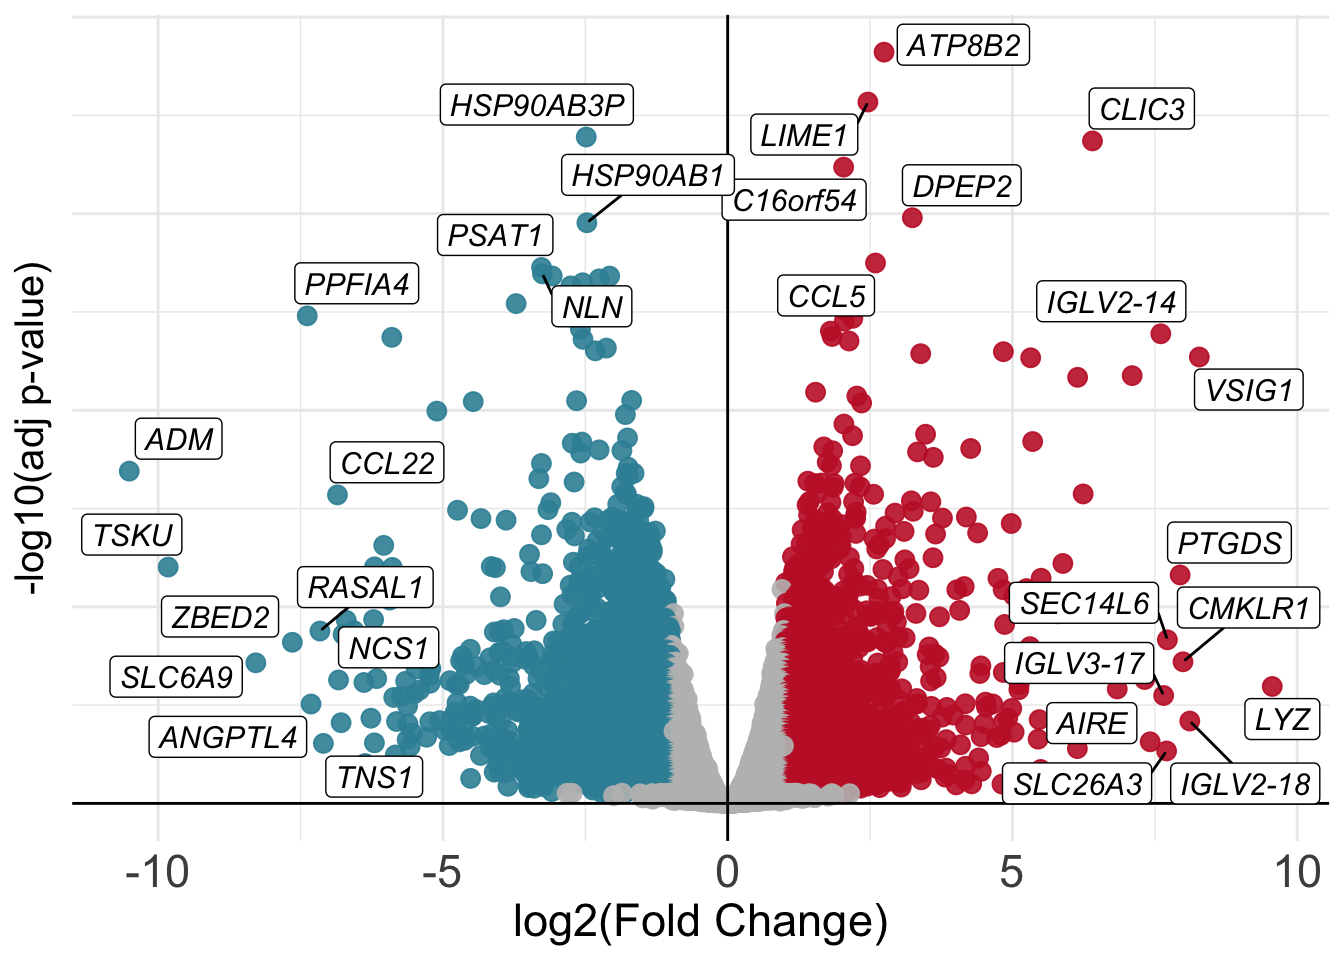 ATP8B2
HSP90AB3P
CLIC3
LIME1
HSP90AB1
C16orf54
DPEP2
PSAT1
PPFIA4
NLN
CCL5
IGLV2-14
VSIG1
ADM
CCL22
TSKU
PTGDS
RASAL1
SEC14L6
CMKLR1
ZBED2
NCS1
IGLV3-17
SLC6A9
LYZ
AIRE
ANGPTL4
TNS1
SLC26A3
IGLV2-18
-log10(adj p-value)
-10 -5 0 5 10
log2(Fold Change)